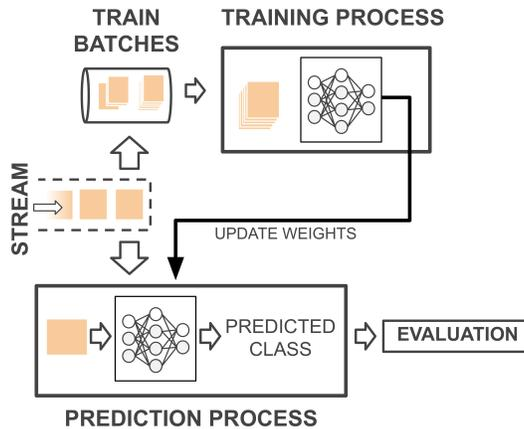 TRAIN
BATCHES
TRAINING PROCESS
STREAM
UPDATE WEIGHTS
PREDICTED
CLASS
EVALUATION
PREDICTION PROCESS